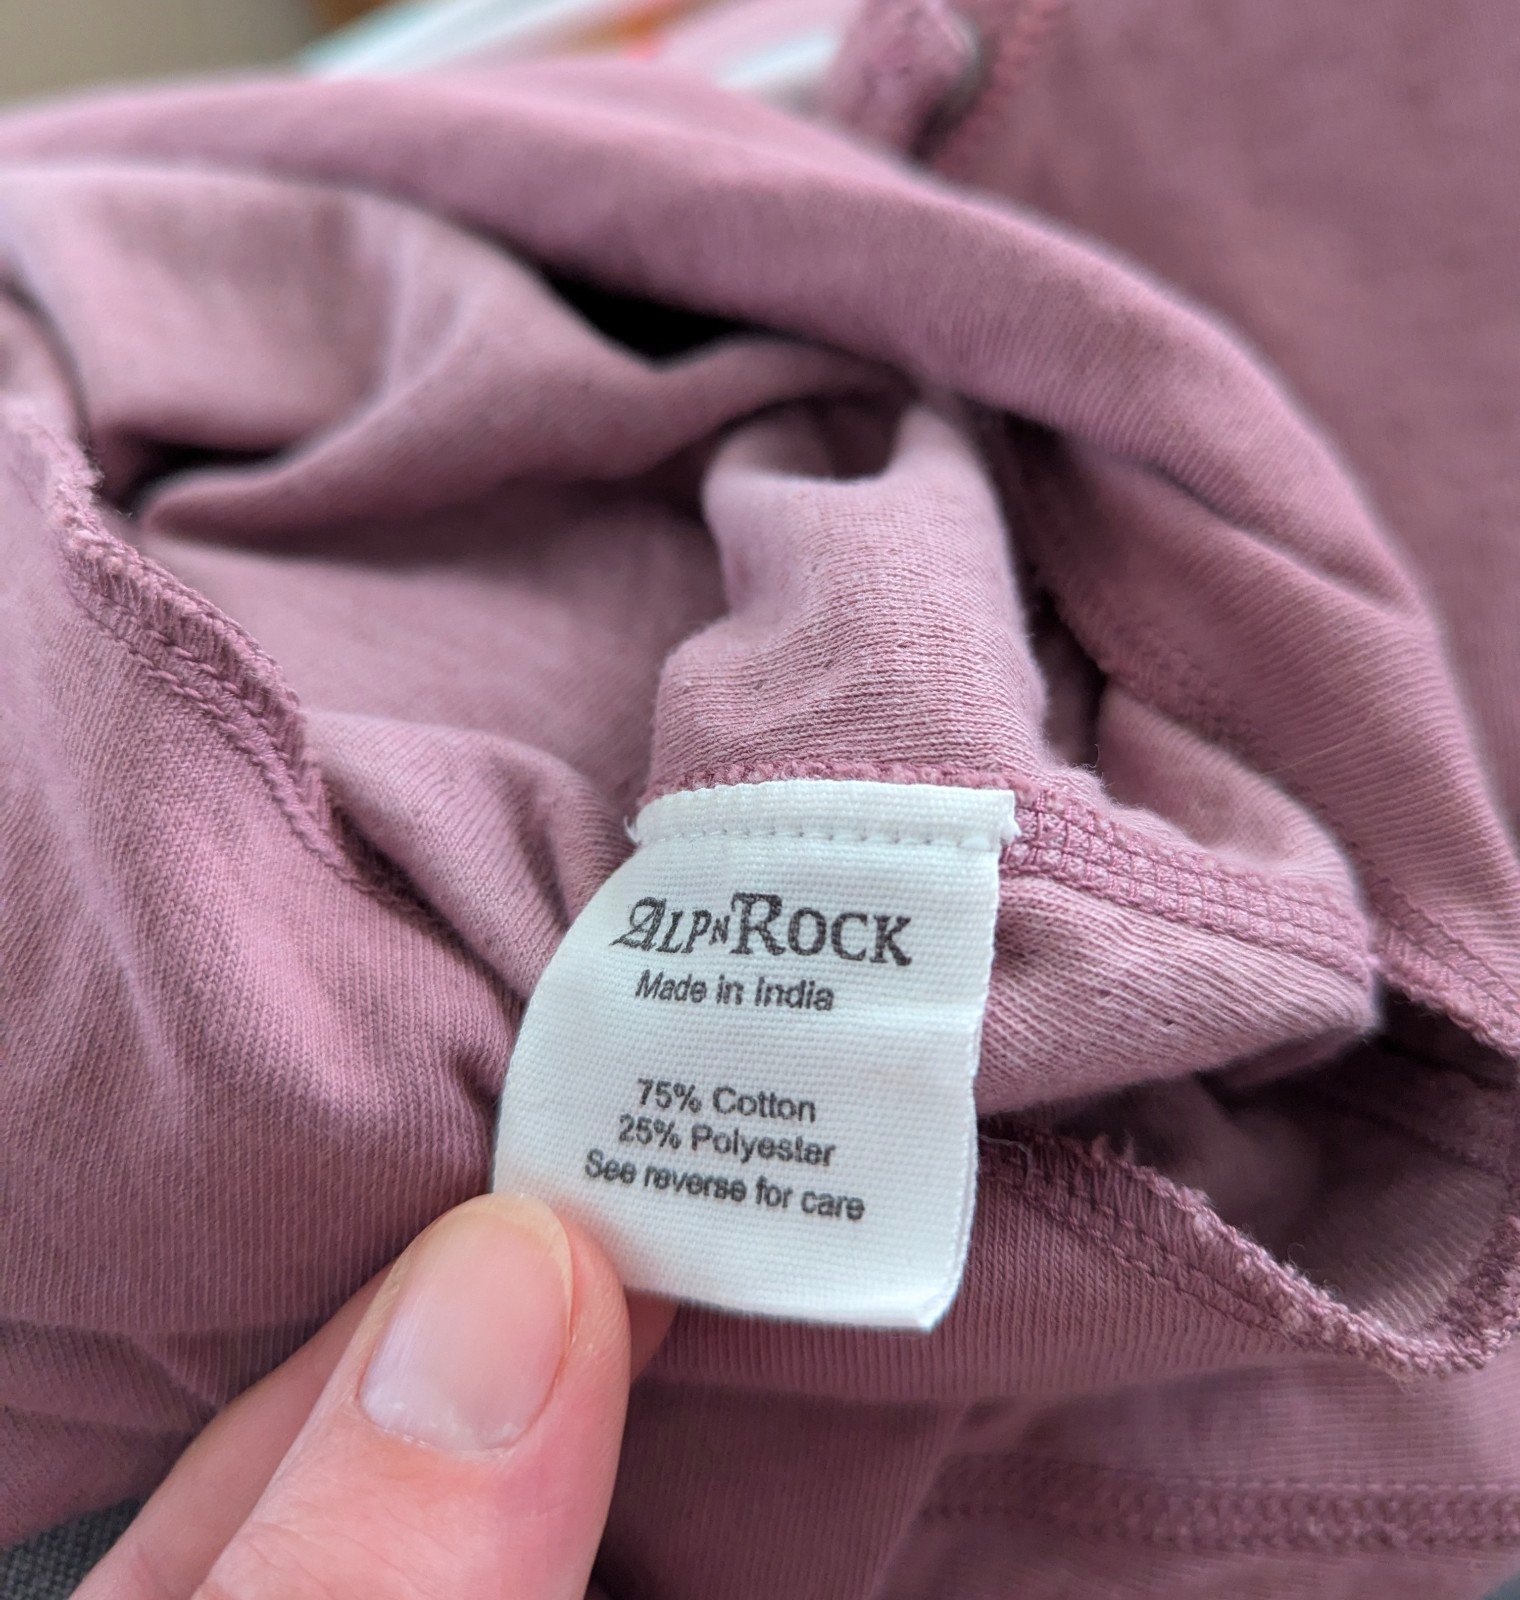 ALPNROCK
Made in India
75% Cotton
25% Polyester
See reverse for care